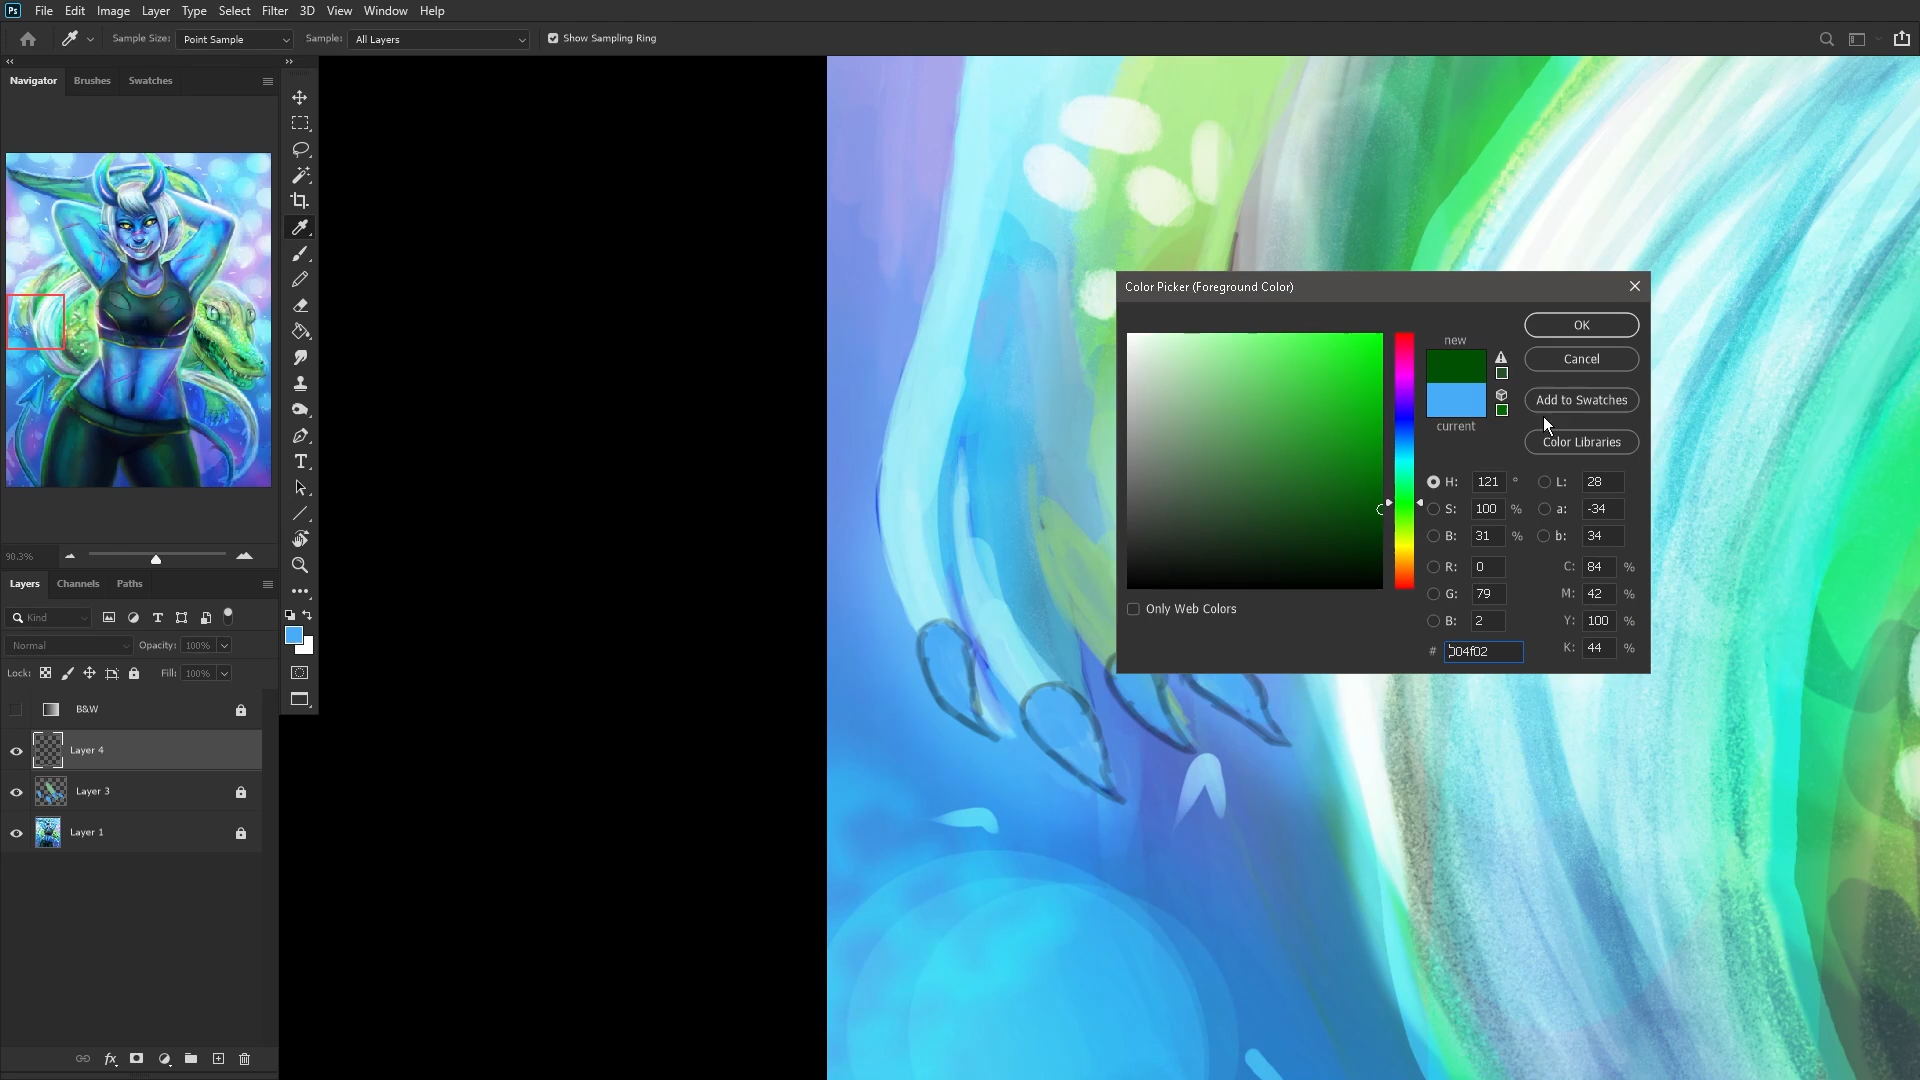 Ps File Edit Image Layer Type Select Filter 3D View Window Help
Sample Size: Point Sample Sample: All Layers Show Sampling Ring
Navigator Brushes Swatches
90.3%
Layers Channels Paths
Kind
Normal Opacity: 100%
Lock: Fill: 100%
B&W
Layer 4
Layer 3
Layer 1
fx
Color Picker (Foreground Color)
new
current
OK
Cancel
Add to Swatches
Color Libraries
H: 121 ° L: 28
S: 100 % a: -34
B: 31 % b: 34
R: 0 C: 84 %
G: 79 M: 42 %
B: 2 Y: 100 %
# 004f02 K: 44 %
Only Web Colors